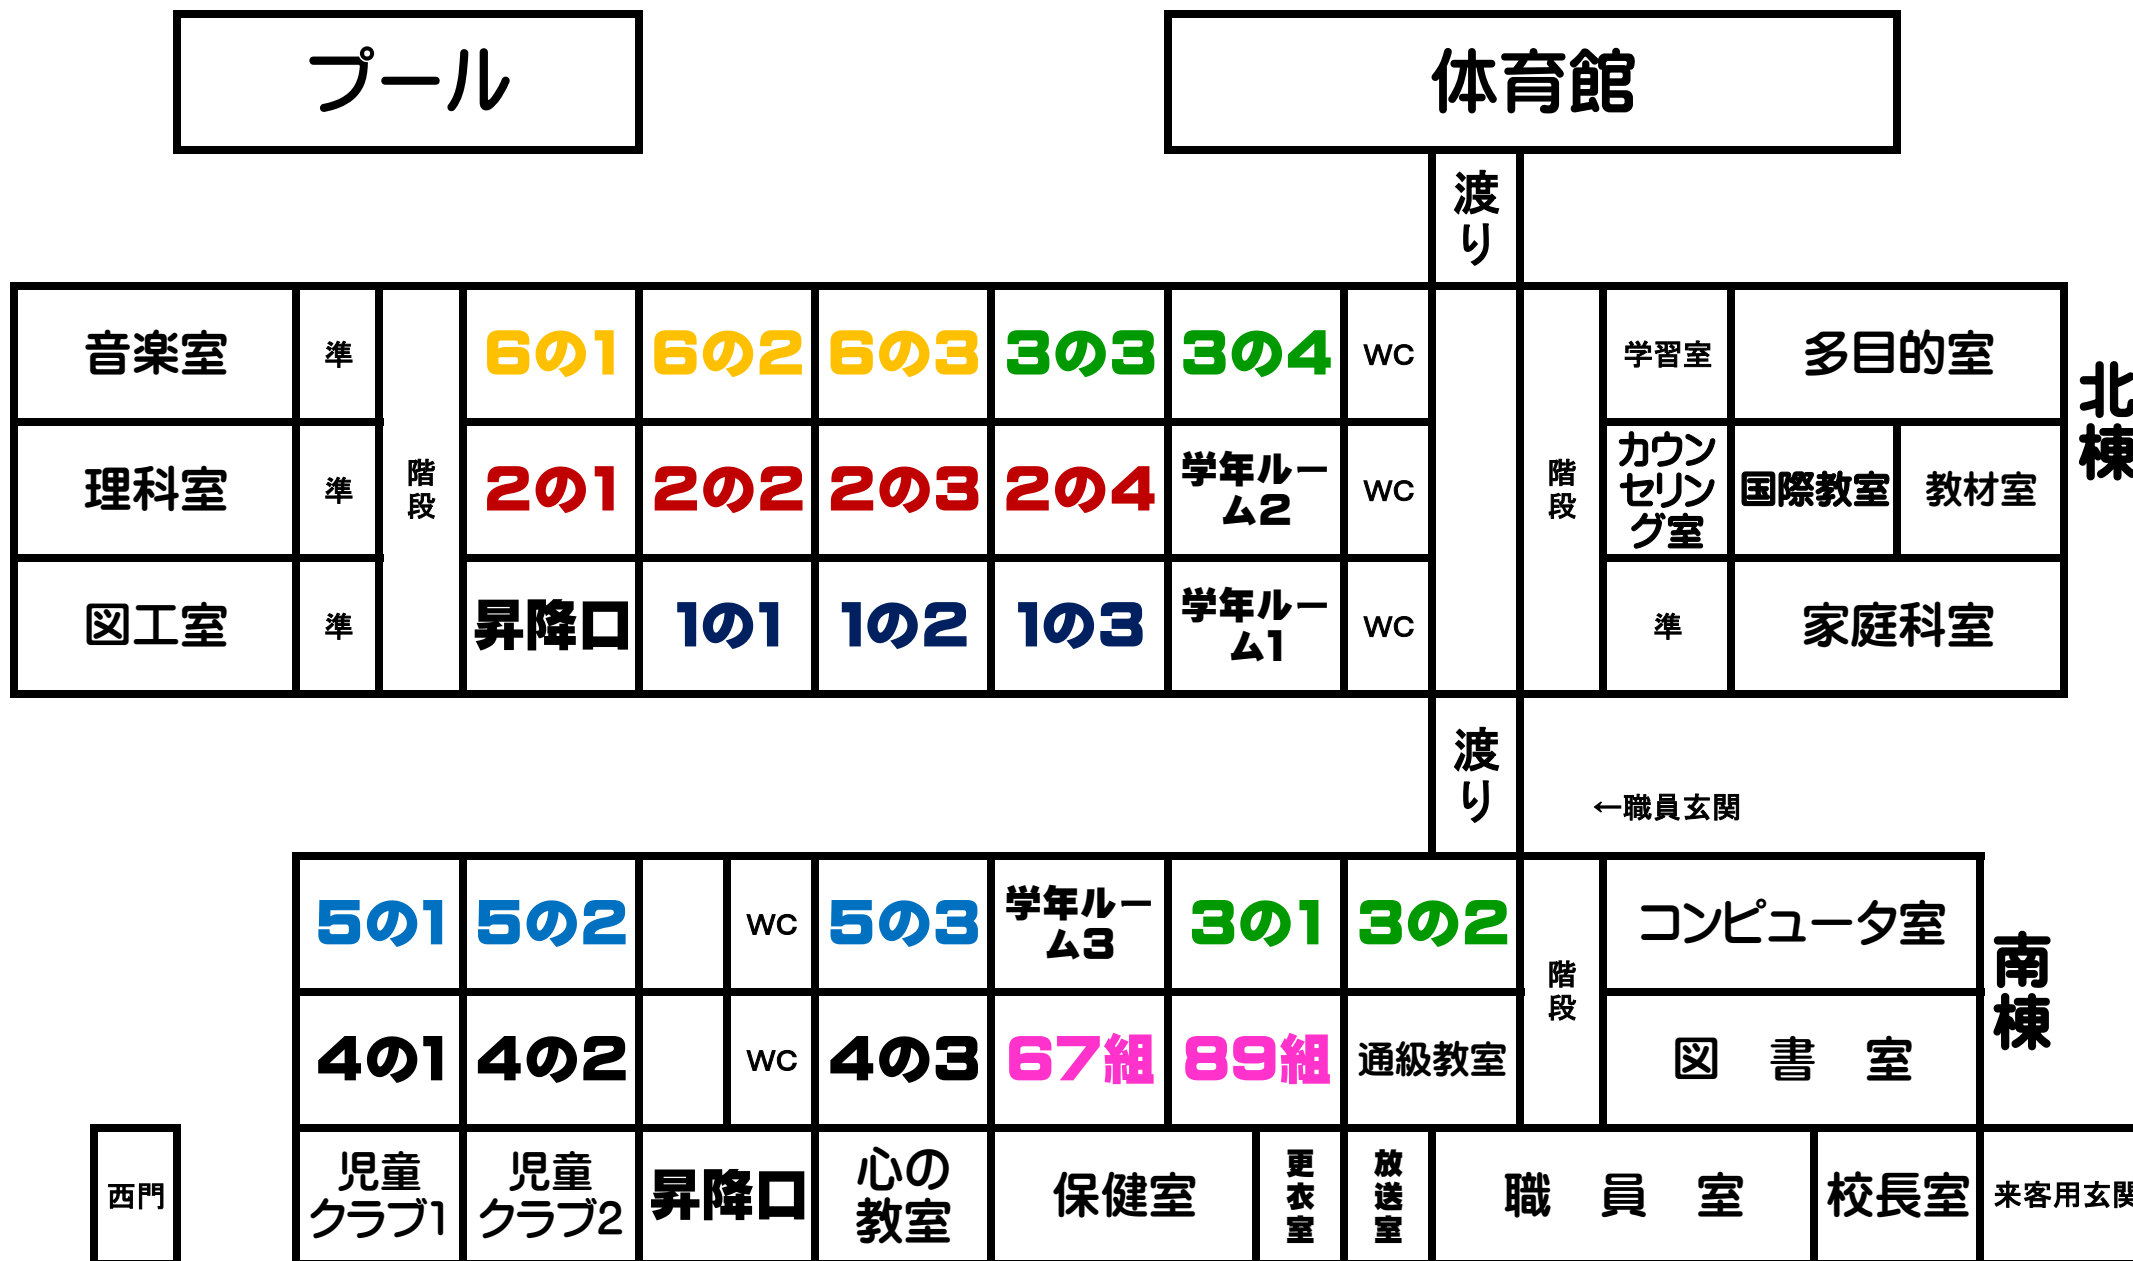 プール
体育館
渡り
音楽室
準
6の1
6の2
6の3
3の3
3の4
WC
学習室
多目的室
北棟
理科室
準
階段
2の1
2の2
2の3
2の4
学年ルー
ム2
WC
階段
カウン
セリン
グ室
国際教室
教材室
図工室
準
昇降口
1の1
1の2
1の3
学年ルー
ム1
WC
準
家庭科室
渡り
←職員玄関
5の1
5の2
WC
5の3
学年ルー
ム3
3の1
3の2
階段
コンピュータ室
南棟
4の1
4の2
WC
4の3
67組
89組
通級教室
図 書 室
西門
児童
クラブ1
児童
クラブ2
昇降口
心の
教室
保健室
更衣室
放送室
職 員 室
校長室
来客用玄関